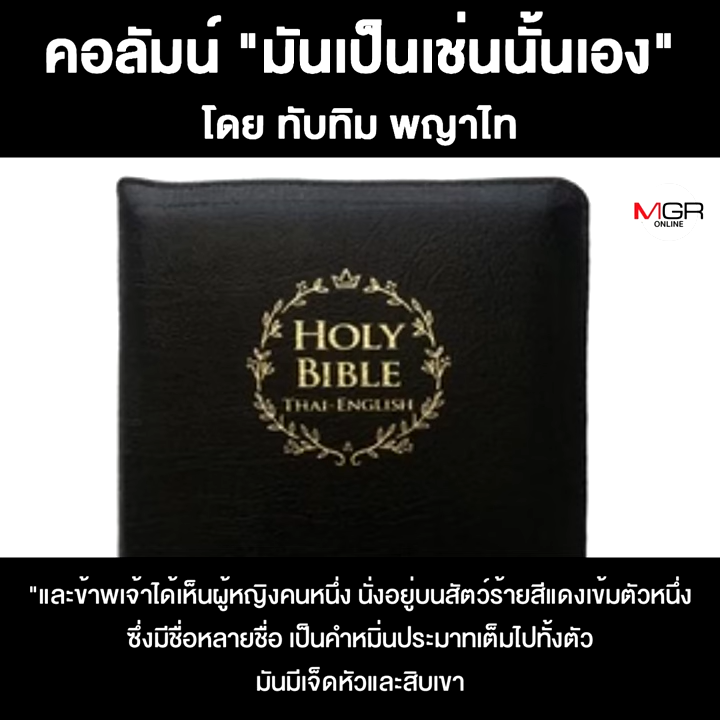 คอลัมน์ "มันเป็นเช่นนั้นเอง"
โดย ทับทิม พญาไท
MGR
ONLINE
HOLY
BIBLE
THAI-ENGLISH
"และข้าพเจ้าได้เห็นผู้หญิงคนหนึ่ง นั่งอยู่บนสัตว์ร้ายสีแดงเข้มตัวหนึ่ง
ซึ่งมีชื่อหลายชื่อ เป็นคำหมิ่นประมาทเต็มไปทั้งตัว
มันมีเจ็ดหัวและสิบเขา